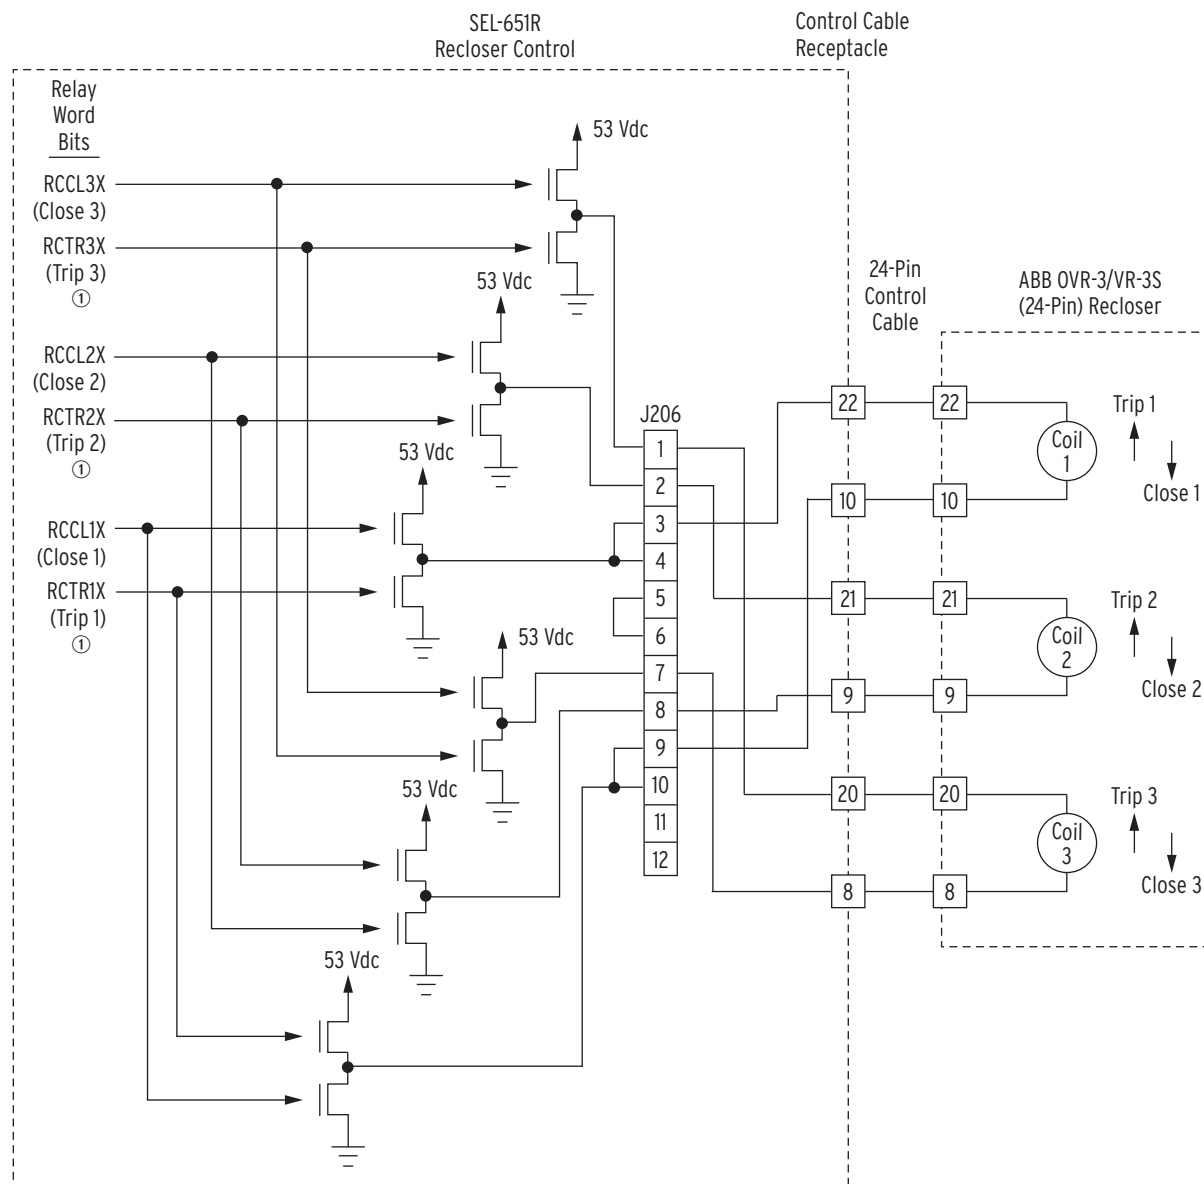 SEL-651R
Recloser Control
Control Cable
Receptacle
Relay
Word
Bits
53 Vdc
RCCL3X
(Close 3)
RCTR3X
(Trip 3)
①
53 Vdc
24-Pin
Control
Cable
ABB OVR-3/VR-3S
(24-Pin) Recloser
RCCL2X
(Close 2)
RCTR2X
(Trip 2)
①
53 Vdc
RCCL1X
(Close 1)
RCTR1X
(Trip 1)
①
53 Vdc
53 Vdc
53 Vdc
J206
1
2
3
4
5
6
7
8
9
10
11
12
22
22
10
10
21
21
9
9
20
20
8
8
Coil
1
Trip 1
Close 1
Coil
2
Trip 2
Close 2
Coil
3
Trip 3
Close 3